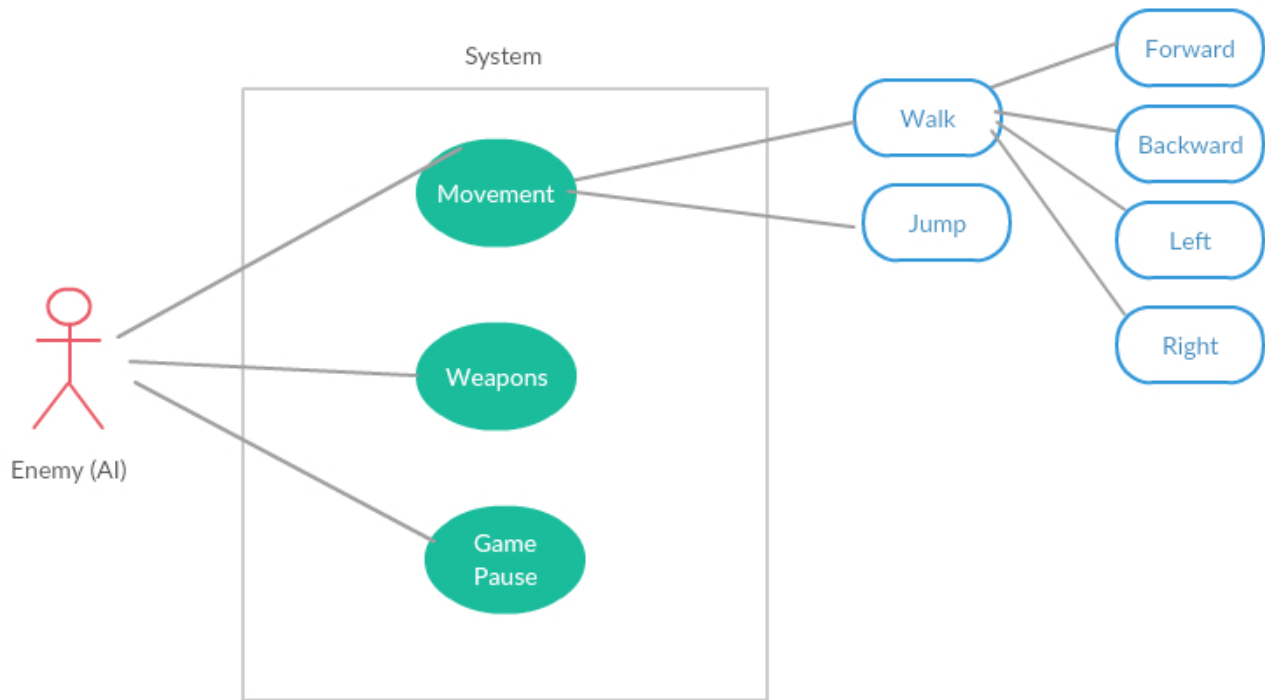 System
Forward
Walk
Backward
Movement
Jump
Left
Right
Weapons
Enemy (AI)
Game
Pause